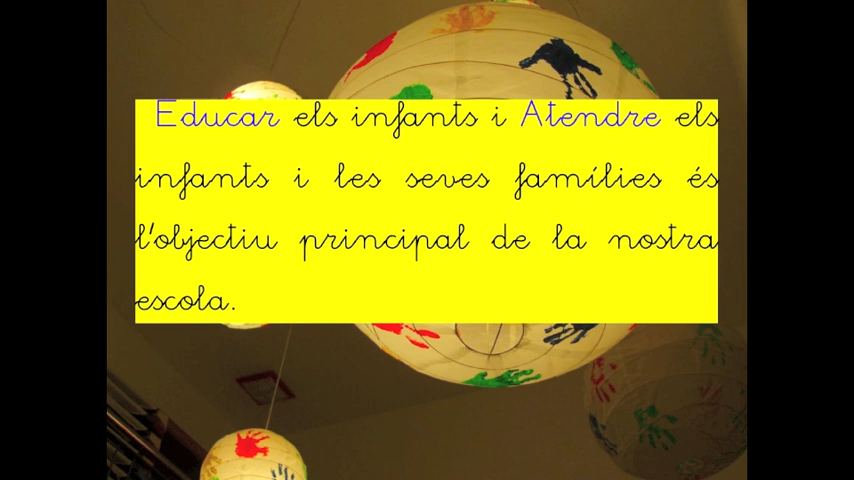 Educar els infants i Atendre els
infants i les seves famílies és
l'objectiu principal de la nostra
escola.